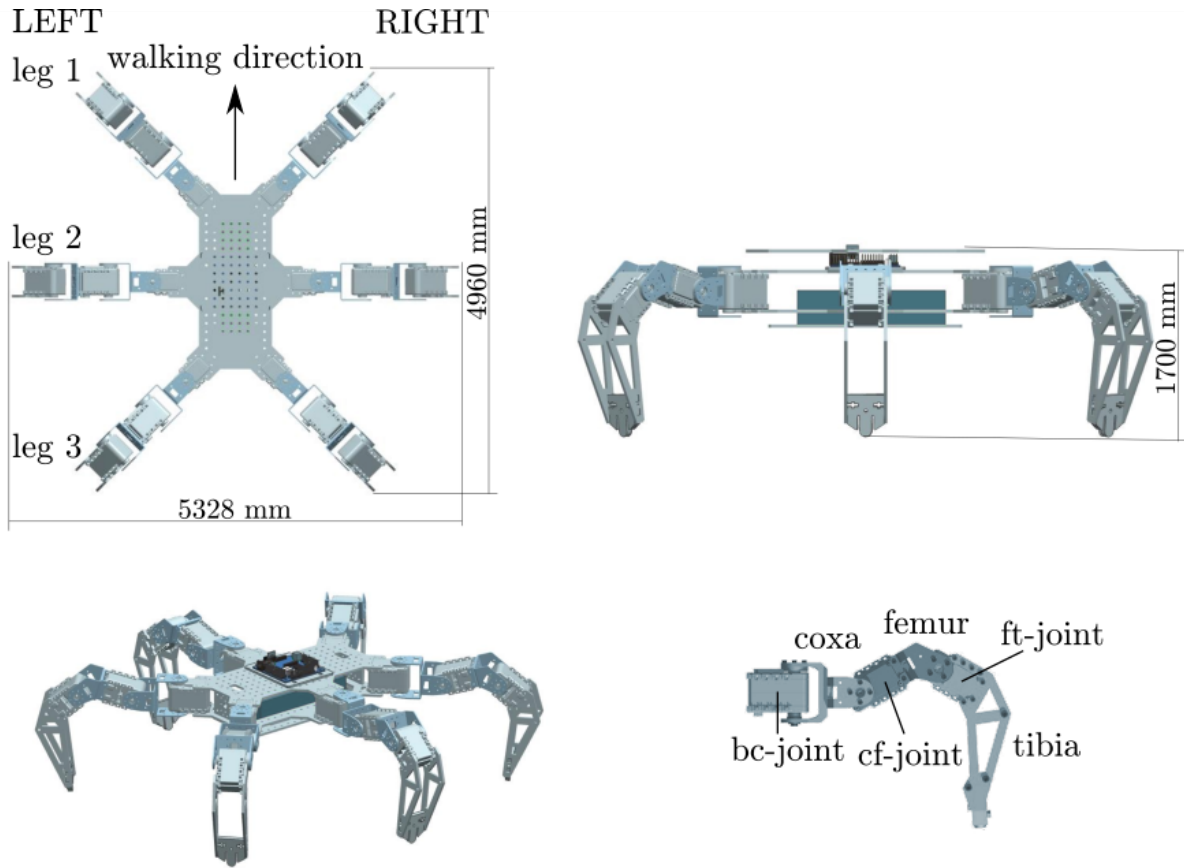 LEFT
RIGHT
walking direction
leg 1
leg 2
leg 3
4960 mm
5328 mm
1700 mm
coxa
femur
ft-joint
bc-joint
cf-joint
tibia